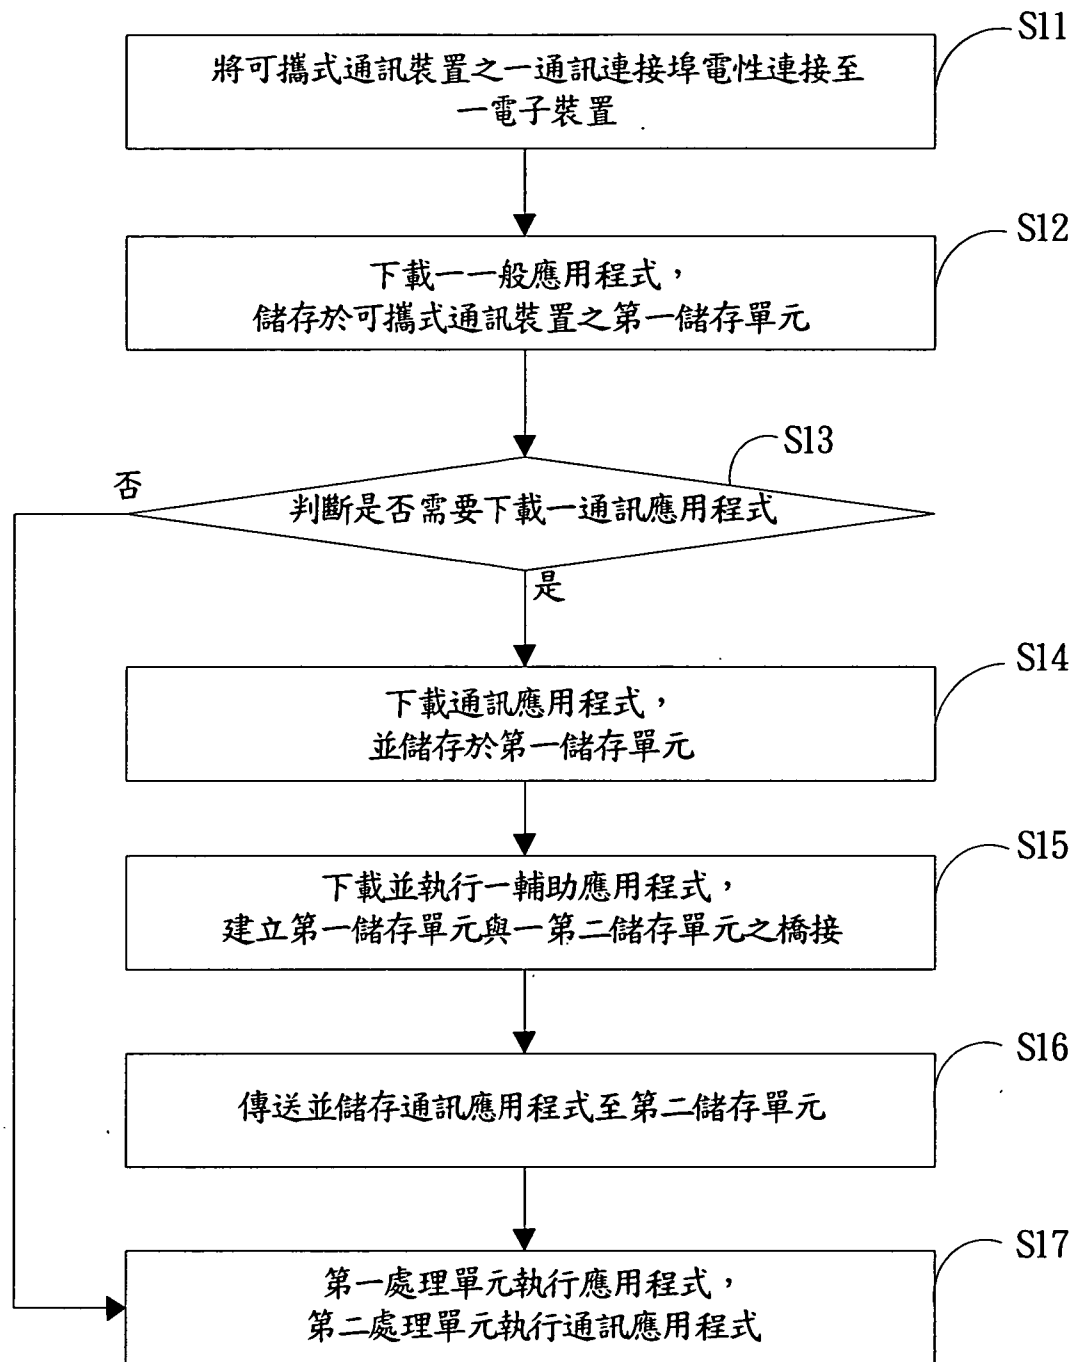 S11
將可攜式通訊裝置之一通訊連接埠電性連接至
一電子裝置
S12
下載一一般應用程式，
儲存於可攜式通訊裝置之第一儲存單元
S13
否
判斷是否需要下載一通訊應用程式
是
S14
下載通訊應用程式，
並儲存於第一儲存單元
S15
下載並執行一輔助應用程式，
建立第一儲存單元與一第二儲存單元之橋接
S16
傳送並儲存通訊應用程式至第二儲存單元
S17
第一處理單元執行應用程式，
第二處理單元執行通訊應用程式